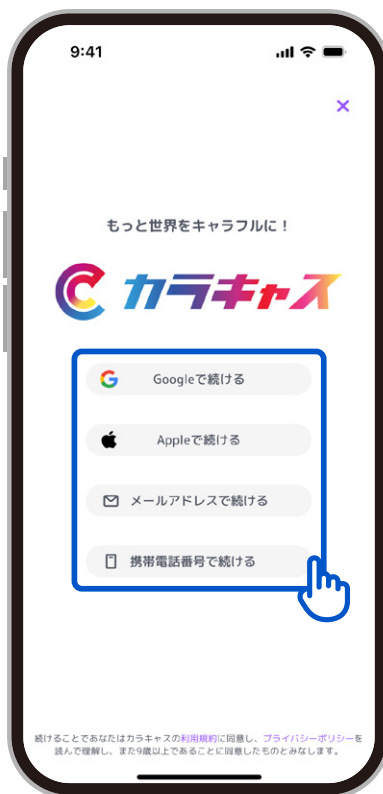 9:41
もっと世界をキャラフルに！
カラキャス
Googleで続ける
Appleで続ける
メールアドレスで続ける
携帯電話番号で続ける
続けることであなたはカラキャスの利用規約に同意し、プライバシーポリシーを
読んで理解し、また9歳以上であることに同意したものとみなします。